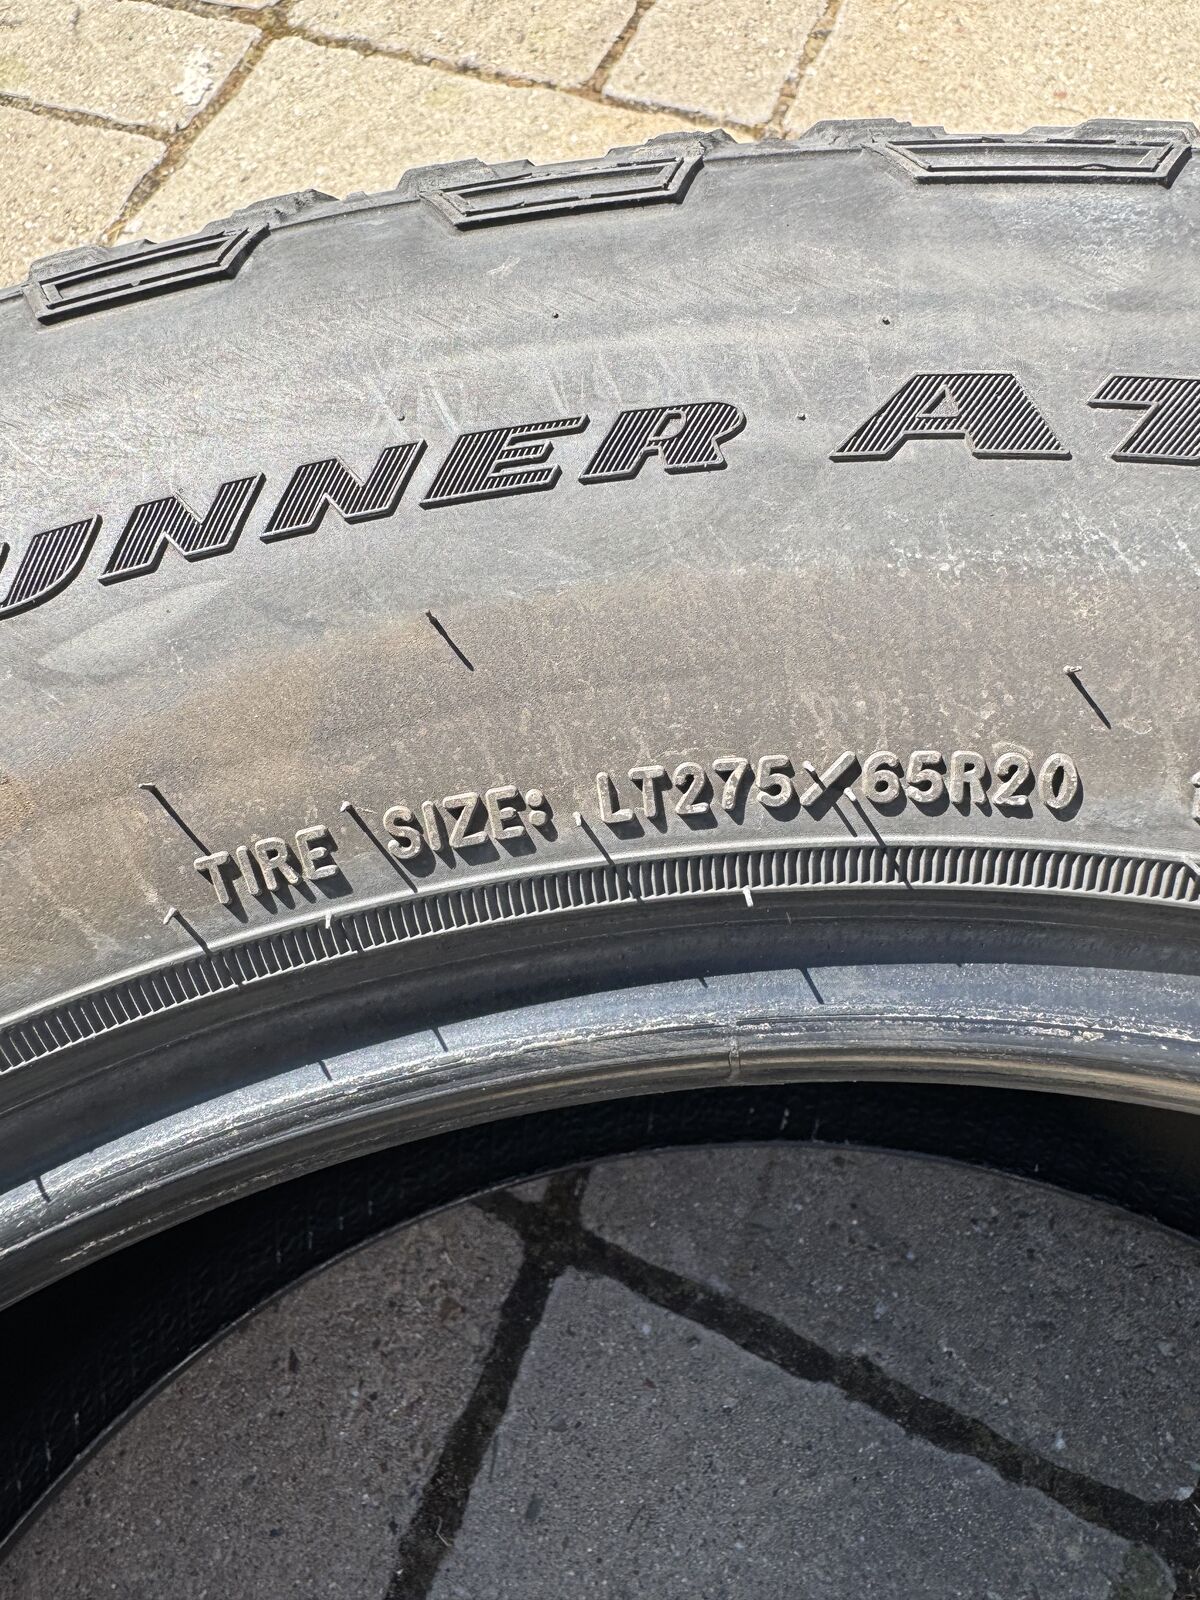 UNNER AT
TIRE SIZE: LT275/65R20